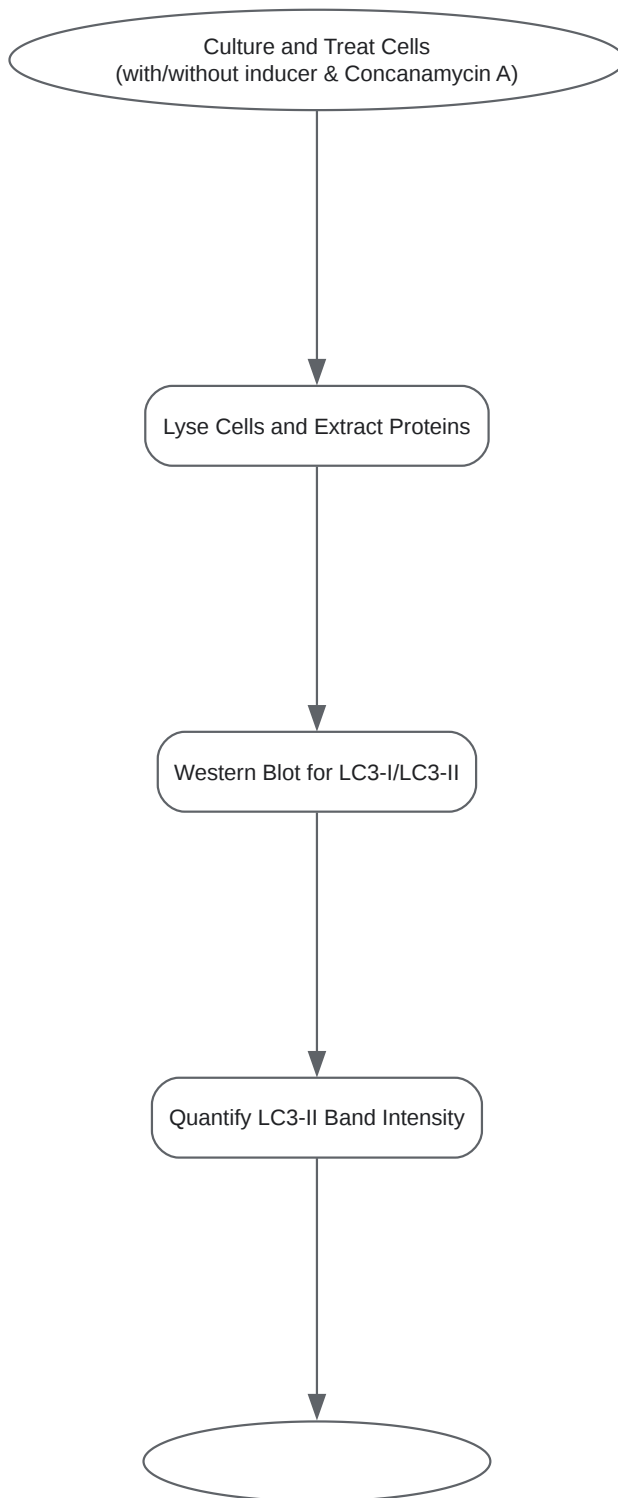 Culture and Treat Cells
(with/without inducer & Concanamycin A)
Lyse Cells and Extract Proteins
Western Blot for LC3-I/LC3-II
Quantify LC3-II Band Intensity